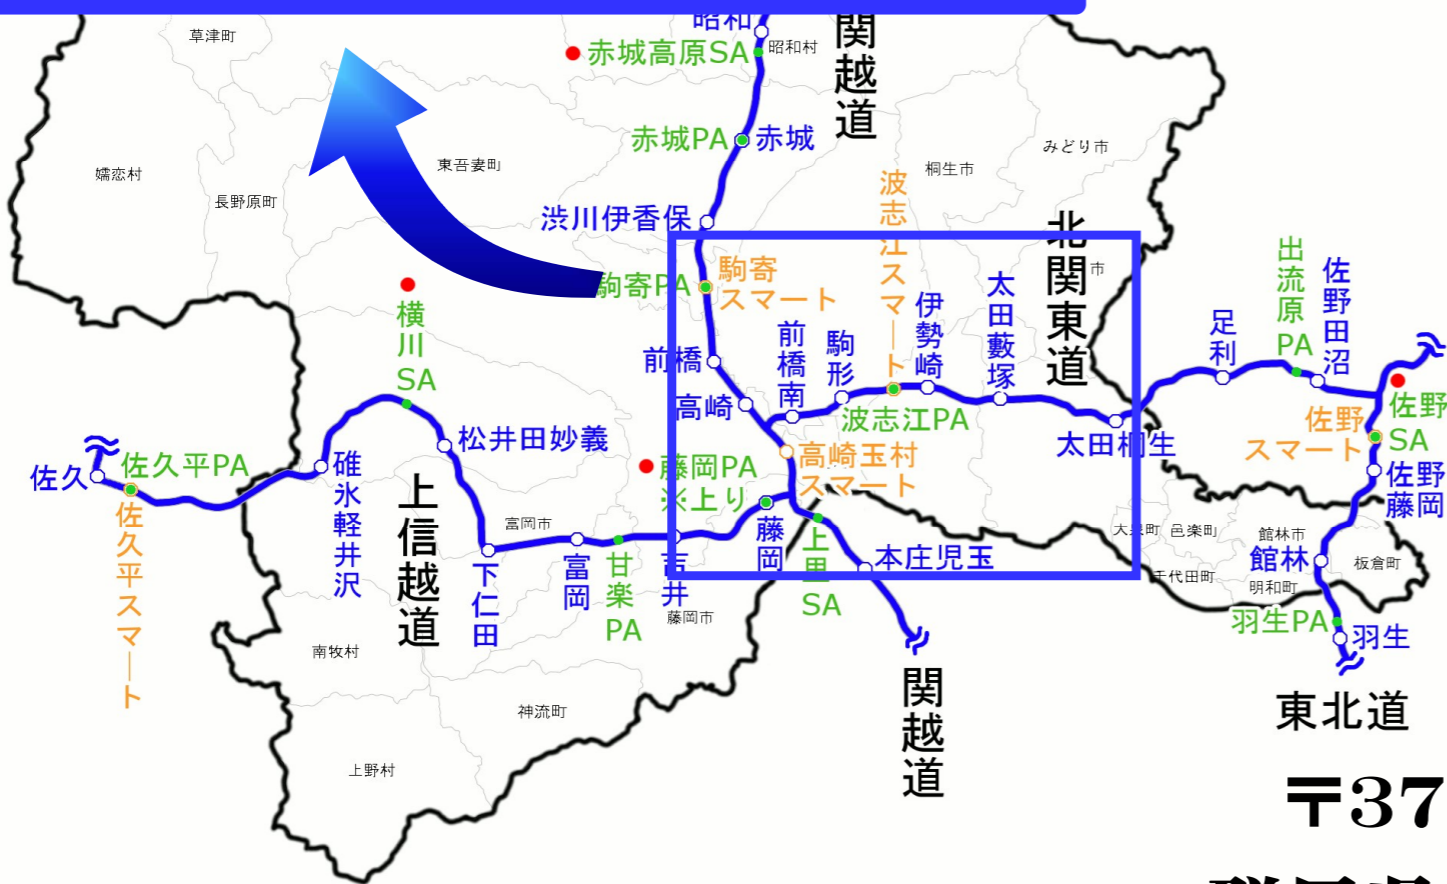 草津町
昭和
昭和村
赤城高原SA
関越道
赤城PA
赤城
みどり市
東吾妻町
桐生市
嬬恋村
長野原町
渋川伊香保
波志江スマート
北関東道
市
駒寄PA
駒寄
スマート
横川SA
前橋
前橋南
駒形
伊勢崎
太田藪塚
足利
出流原PA
佐野田沼
高崎
波志江PA
太田桐生
佐野
スマート
佐野
SA
松井田妙義
佐久
佐久平PA
佐久平スマート
碓氷軽井沢
上信越道
藤岡PA
※上り
高崎玉村
スマート
佐野
藤岡
富岡市
下仁田
富岡
甘楽PA
吉井
藤岡
上里SA
本庄児玉
大泉町
邑楽町
館林市
館林
板倉町
千代田町
明和町
藤岡市
羽生PA
羽生
南牧村
神流町
上野村
関越道
東北道
〒37